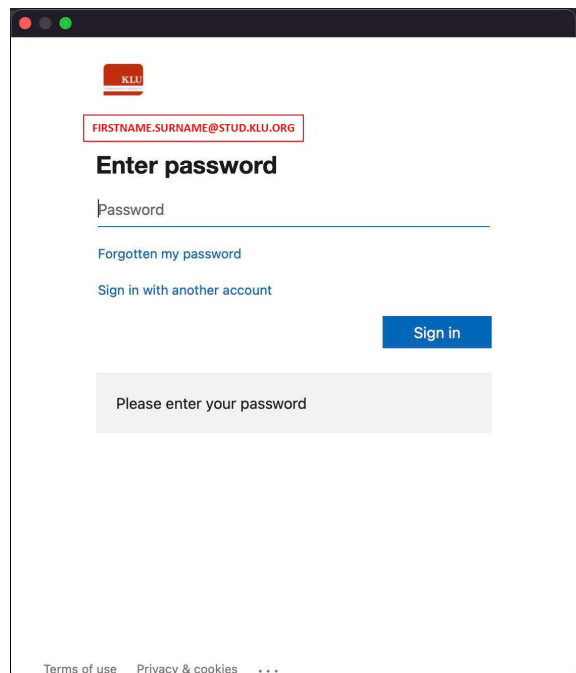 KLU
FIRSTNAME.SURNAME@STUD.KLU.ORG
Enter password
Password
Forgotten my password
Sign in with another account
Sign in
Please enter your password
Terms of use Privacy & cookies ...